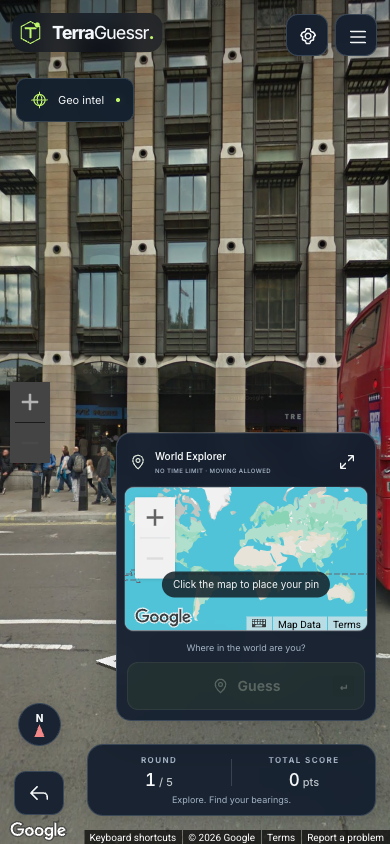 TerraGuessr.
Geo intel
TRE
World Explorer
NO TIME LIMIT · MOVING ALLOWED
Click the map to place your pin
Google
Map Data
Terms
Where in the world are you?
Guess
N
ROUND
1 / 5
TOTAL SCORE
0 pts
Explore. Find your bearings.
Google
Keyboard shortcuts
© 2026 Google
Terms
Report a problem